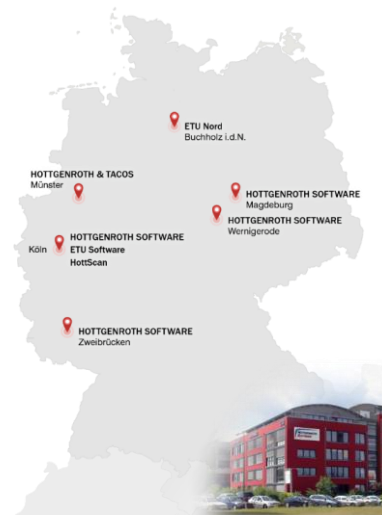 ETU Nord
Buchholz i.d.N.
HOTTGENROTH & TACOS
Münster
HOTTGENROTH SOFTWARE
Magdeburg
HOTTGENROTH SOFTWARE
Wernigerode
Köln
HOTTGENROTH SOFTWARE
ETU Software
HottScan
HOTTGENROTH SOFTWARE
Zweibrücken